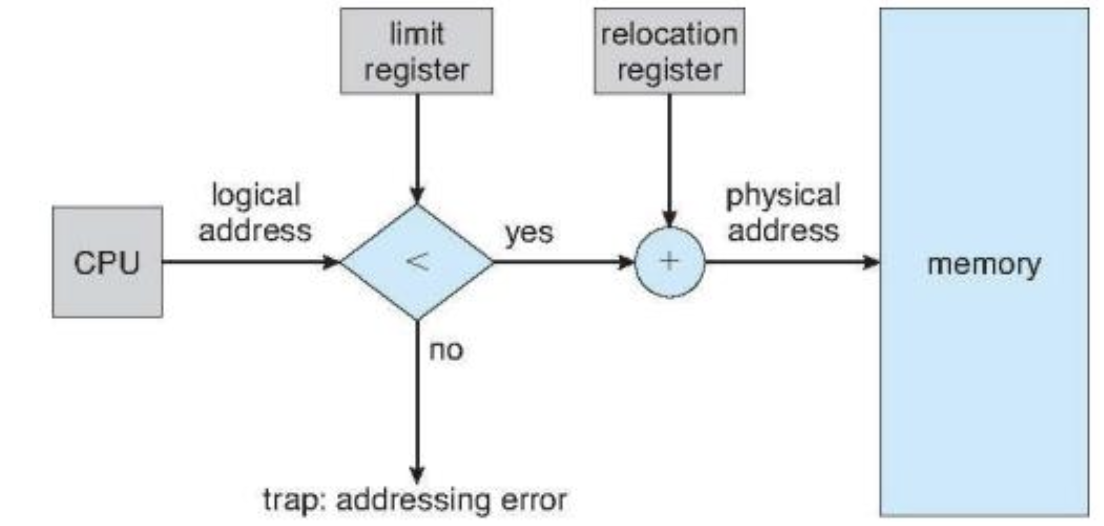 limit
register
relocation
register
logical
address
physical
address
CPU
<
yes
+
memory
no
trap: addressing error